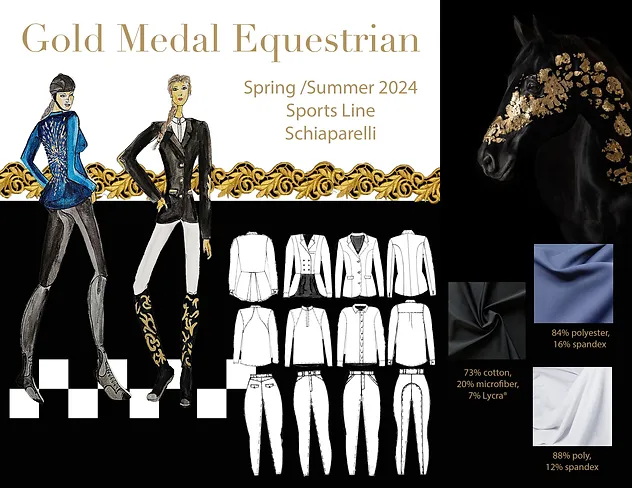 Gold Medal Equestrian
Spring /Summer 2024
Sports Line
Schiaparelli
84% polyester,
16% spandex
73% cotton,
20% microfiber,
7% Lycra®
88% poly,
12% spandex